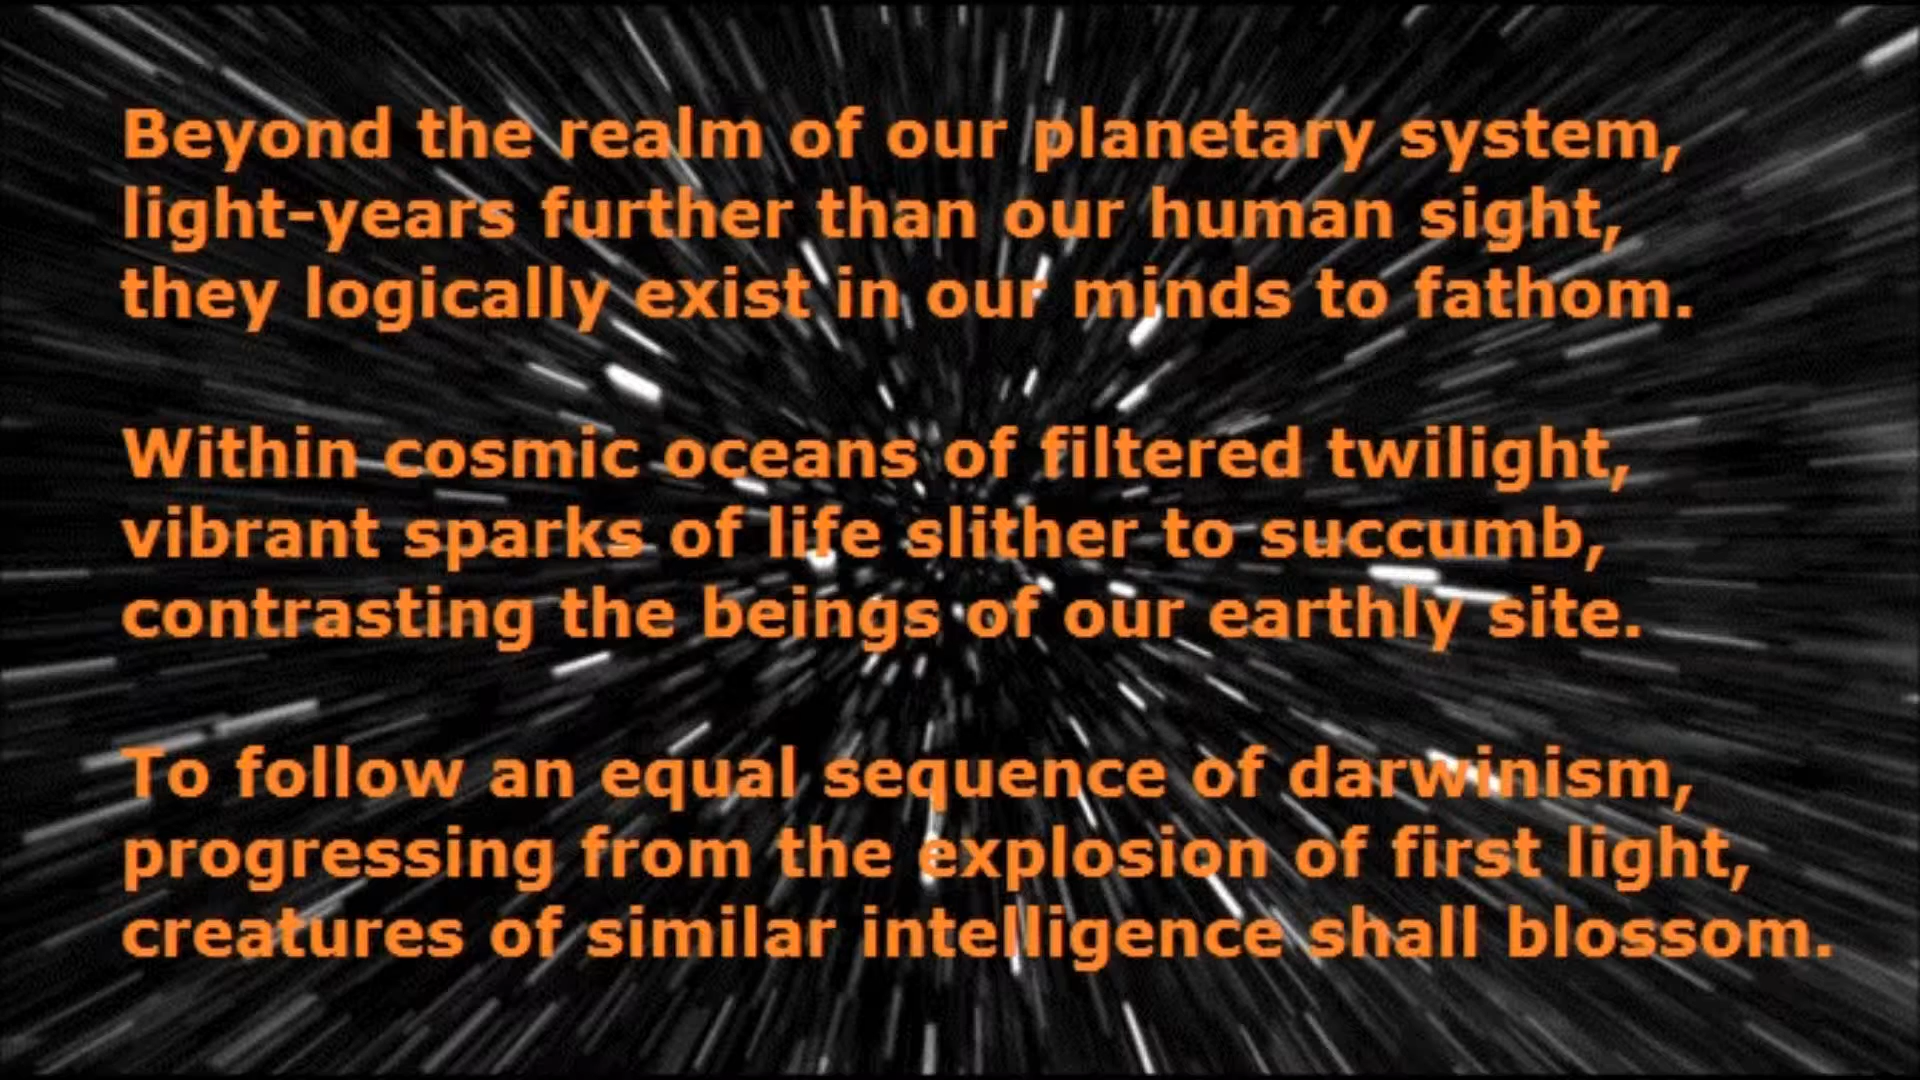 Beyond the realm of our planetary system,
light-years further than our human sight,
they logically exist in our minds to fathom.
Within cosmic oceans of filtered twilight,
vibrant sparks of life slither to succumb,
contrasting the beings of our earthly site.
To follow an equal sequence of darwinism,
progressing from the explosion of first light,
creatures of similar intelligence shall blossom.